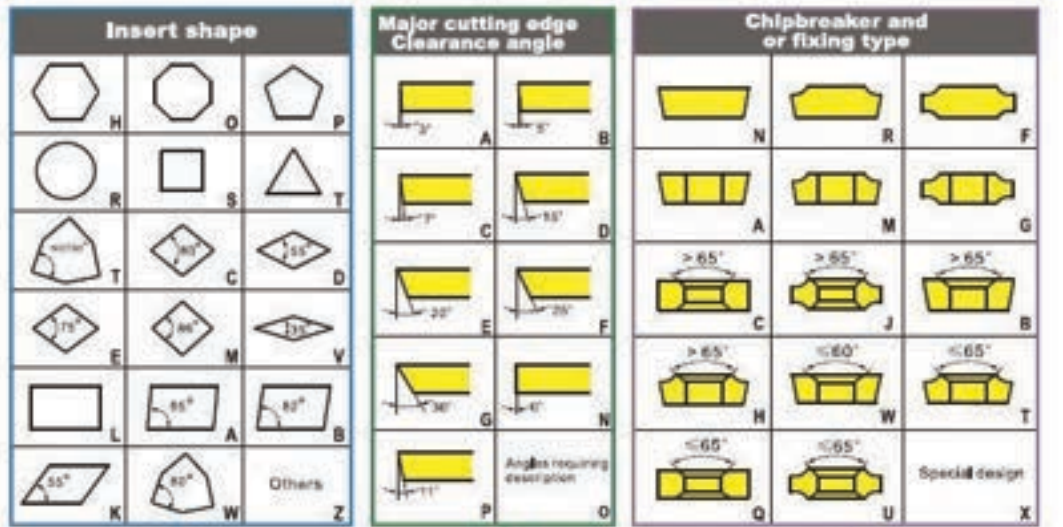 Insert shape
H O P
R S T
T
80° C
55° D
75° E
86° M
35° V
L
85° A
82° B
55° K
80° W
Others Z
Major cutting edge
Clearance angle
3° A
5° B
7° C
15° D
20° E
25° F
30° G
0° N
11° P
Angles requiring
description
O
Chipbreaker and
or fixing type
N R F
A M G
>65° >65° >65°
C J B
>65° ≤60° ≤65°
H W T
≤65° ≤65° Special design
Q U X